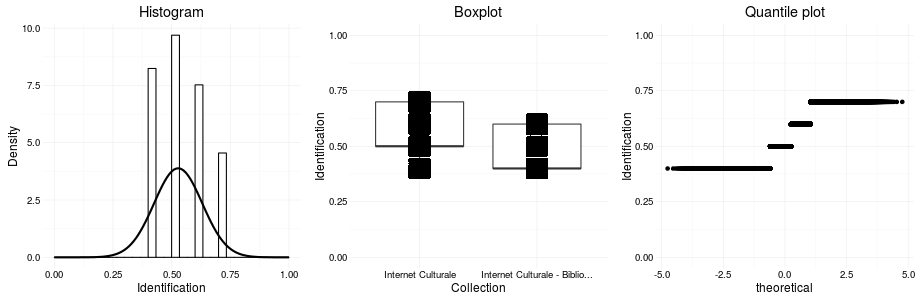 Histogram
Density
10.0
7.5
5.0
2.5
0.0
0.00 0.25 0.50 0.75 1.00
Identification
Boxplot
Identification
1.00
0.75
0.50
0.25
0.00
Internet Culturale Internet Culturale - Biblio...
Collection
Quantile plot
Identification
1.00
0.75
0.50
0.25
0.00
-5.0 -2.5 0.0 2.5 5.0
theoretical